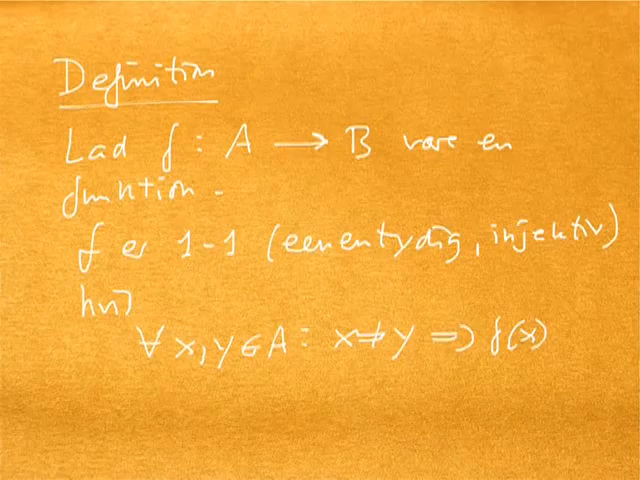 Definition
Lad f : A → B være en
funktion.
f er 1-1 (eenentydig, injektiv)
hvis
∀ x, y ∈ A : x ≠ y ⇒ f(x)